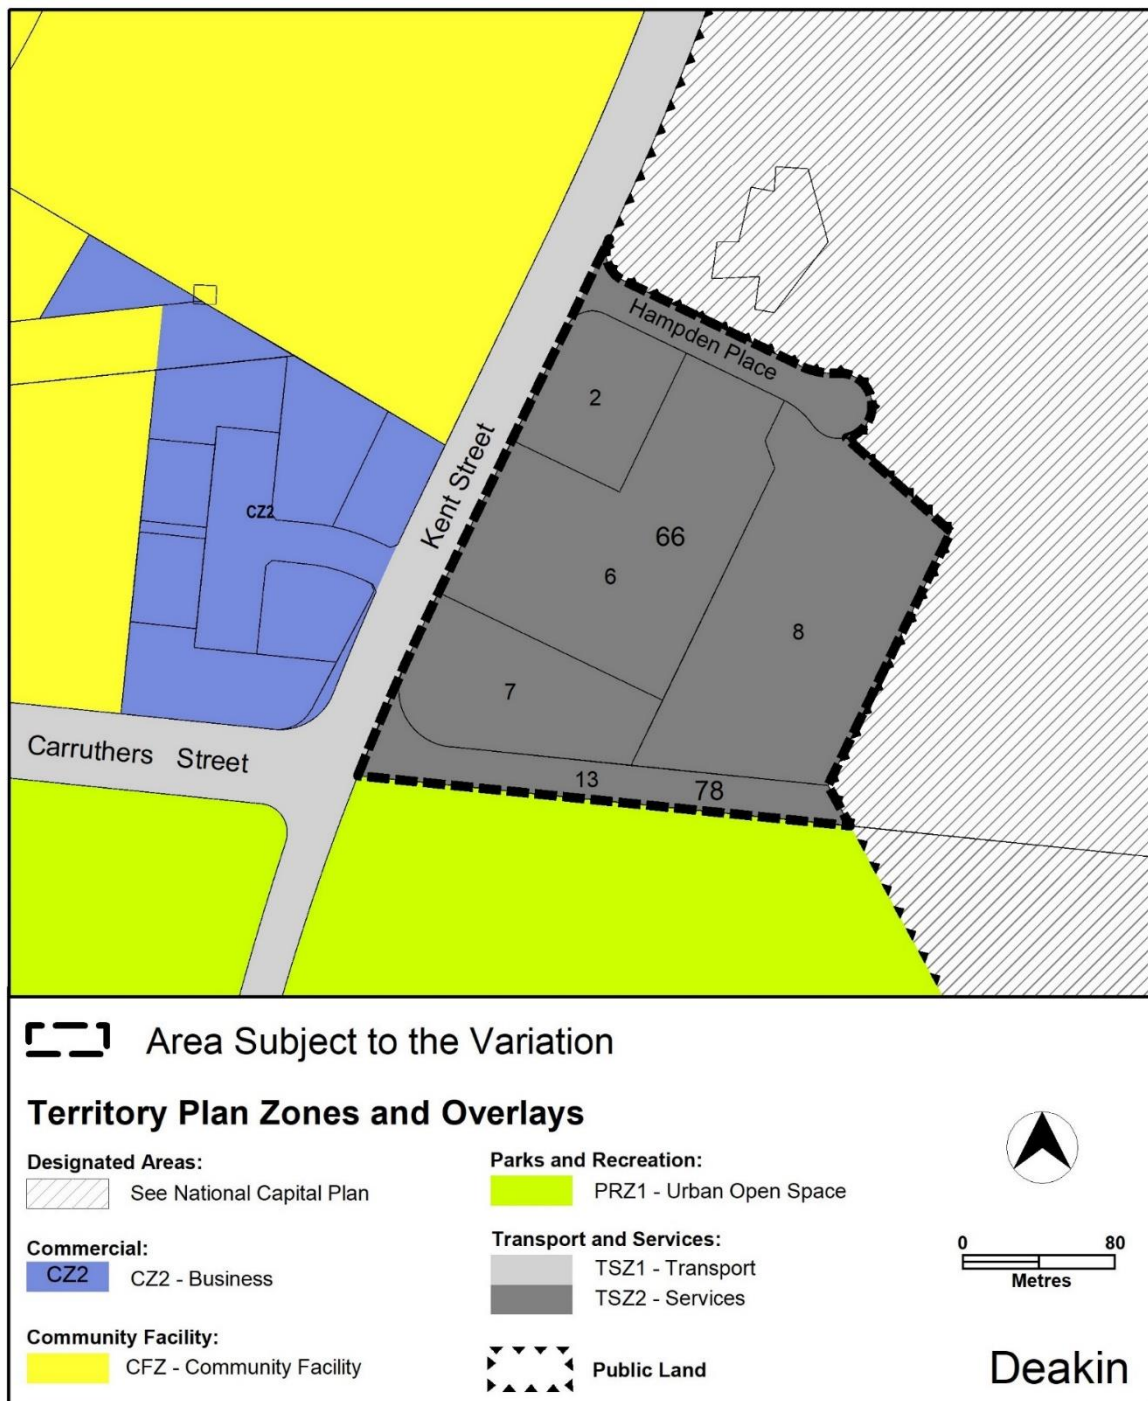 Hampden Place
2
Kent Street
CZ2
66
6
8
7
Carruthers Street
13
78
Area Subject to the Variation
Territory Plan Zones and Overlays
Designated Areas:
See National Capital Plan
Commercial:
CZ2 CZ2 - Business
Community Facility:
CFZ - Community Facility
Parks and Recreation:
PRZ1 - Urban Open Space
Transport and Services:
TSZ1 - Transport
TSZ2 - Services
Public Land
0 80
Metres
Deakin